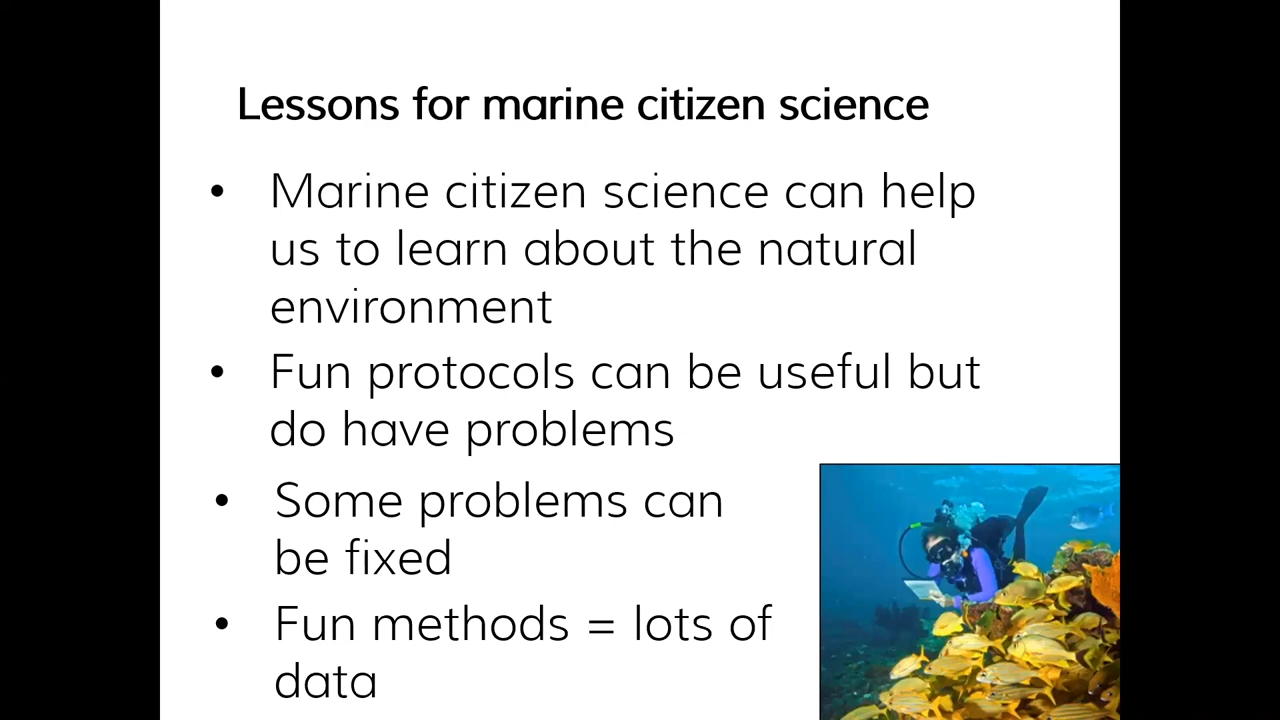 Lessons for marine citizen science
• Marine citizen science can help
us to learn about the natural
environment
• Fun protocols can be useful but
do have problems
• Some problems can
be fixed
• Fun methods = lots of
data